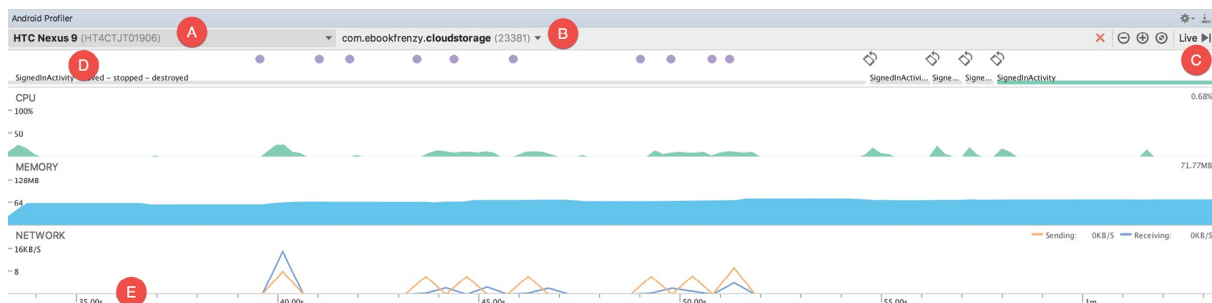 Android Profiler
HTC Nexus 9 (HT4CTJT01906) A com.ebookfrenzy.cloudstorage (23381) B Live
D C
SignedInActivity - stopped - destroyed SignedInActivi... Signe... Signe... SignedInActivity
CPU 0.68%
100%
50
MEMORY 71.77MB
128MB
64
NETWORK Sending: 0KB/S Receiving: 0KB/S
16KB/S
8
E
35.00s 40.00s 45.00s 50.00s 55.00s 1m